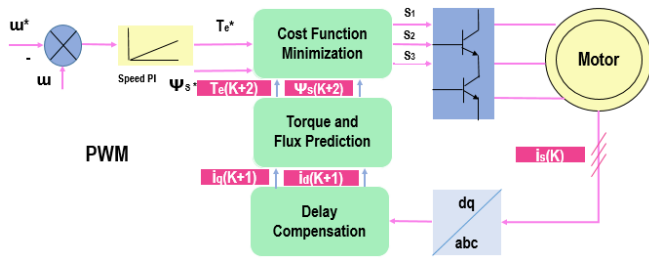 ω*
-
ω
Speed PI
Te*
Ψs*
Cost Function
Minimization
S1
S2
S3
Motor
Te(K+2)
Ψs(K+2)
Torque and
Flux Prediction
PWM
is(K)
iq(K+1)
id(K+1)
Delay
Compensation
dq
abc